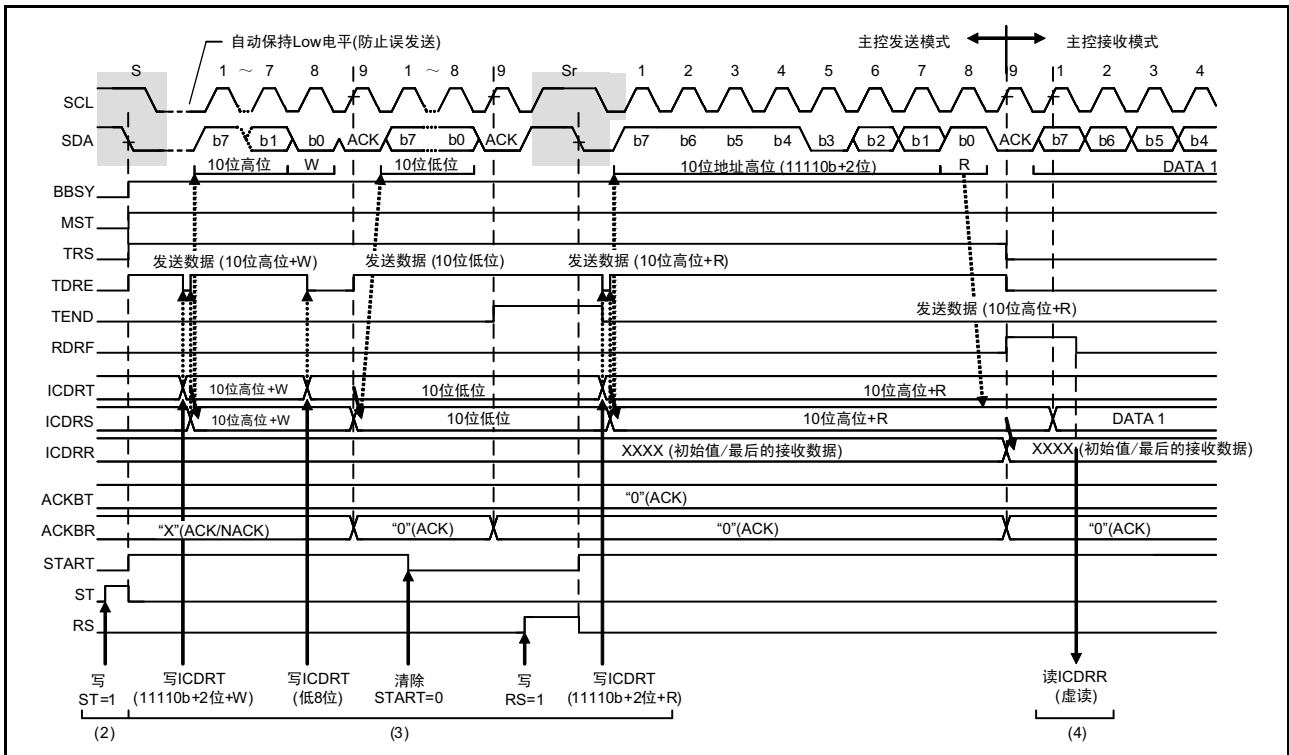 自动保持Low电平(防止误发送)
主控发送模式
主控接收模式
S 1 ～ 7 8 9 1 ～ 8 9 Sr 1 2 3 4 5 6 7 8 9 1 2 3 4
SCL
SDA b7 b1 b0 ACK b7 b0 ACK b7 b6 b5 b4 b3 b2 b1 b0 ACK b7 b6 b5 b4
10位高位 W 10位低位 10位地址高位 (11110b+2位) R DATA 1
BBSY
MST
TRS
发送数据 (10位高位+W) 发送数据 (10位低位) 发送数据 (10位高位+R)
TDRE
TEND
发送数据 (10位高位+R)
RDRF
ICDRT 10位高位+W 10位低位 10位高位+R
ICDRS 10位高位+W 10位低位 10位高位+R DATA 1
ICDRR XXXX (初始值/最后的接收数据) XXXX (初始值/最后的接收数据)
ACKBT “0”(ACK)
ACKBR “X”(ACK/NACK) “0”(ACK) “0”(ACK) “0”(ACK)
START
ST
RS
写
ST=1
写ICDRT
(11110b+2位+W)
写ICDRT
(低8位)
清除
START=0
写
RS=1
写ICDRT
(11110b+2位+R)
读ICDRR
(虚读)
(2) (3) (4)